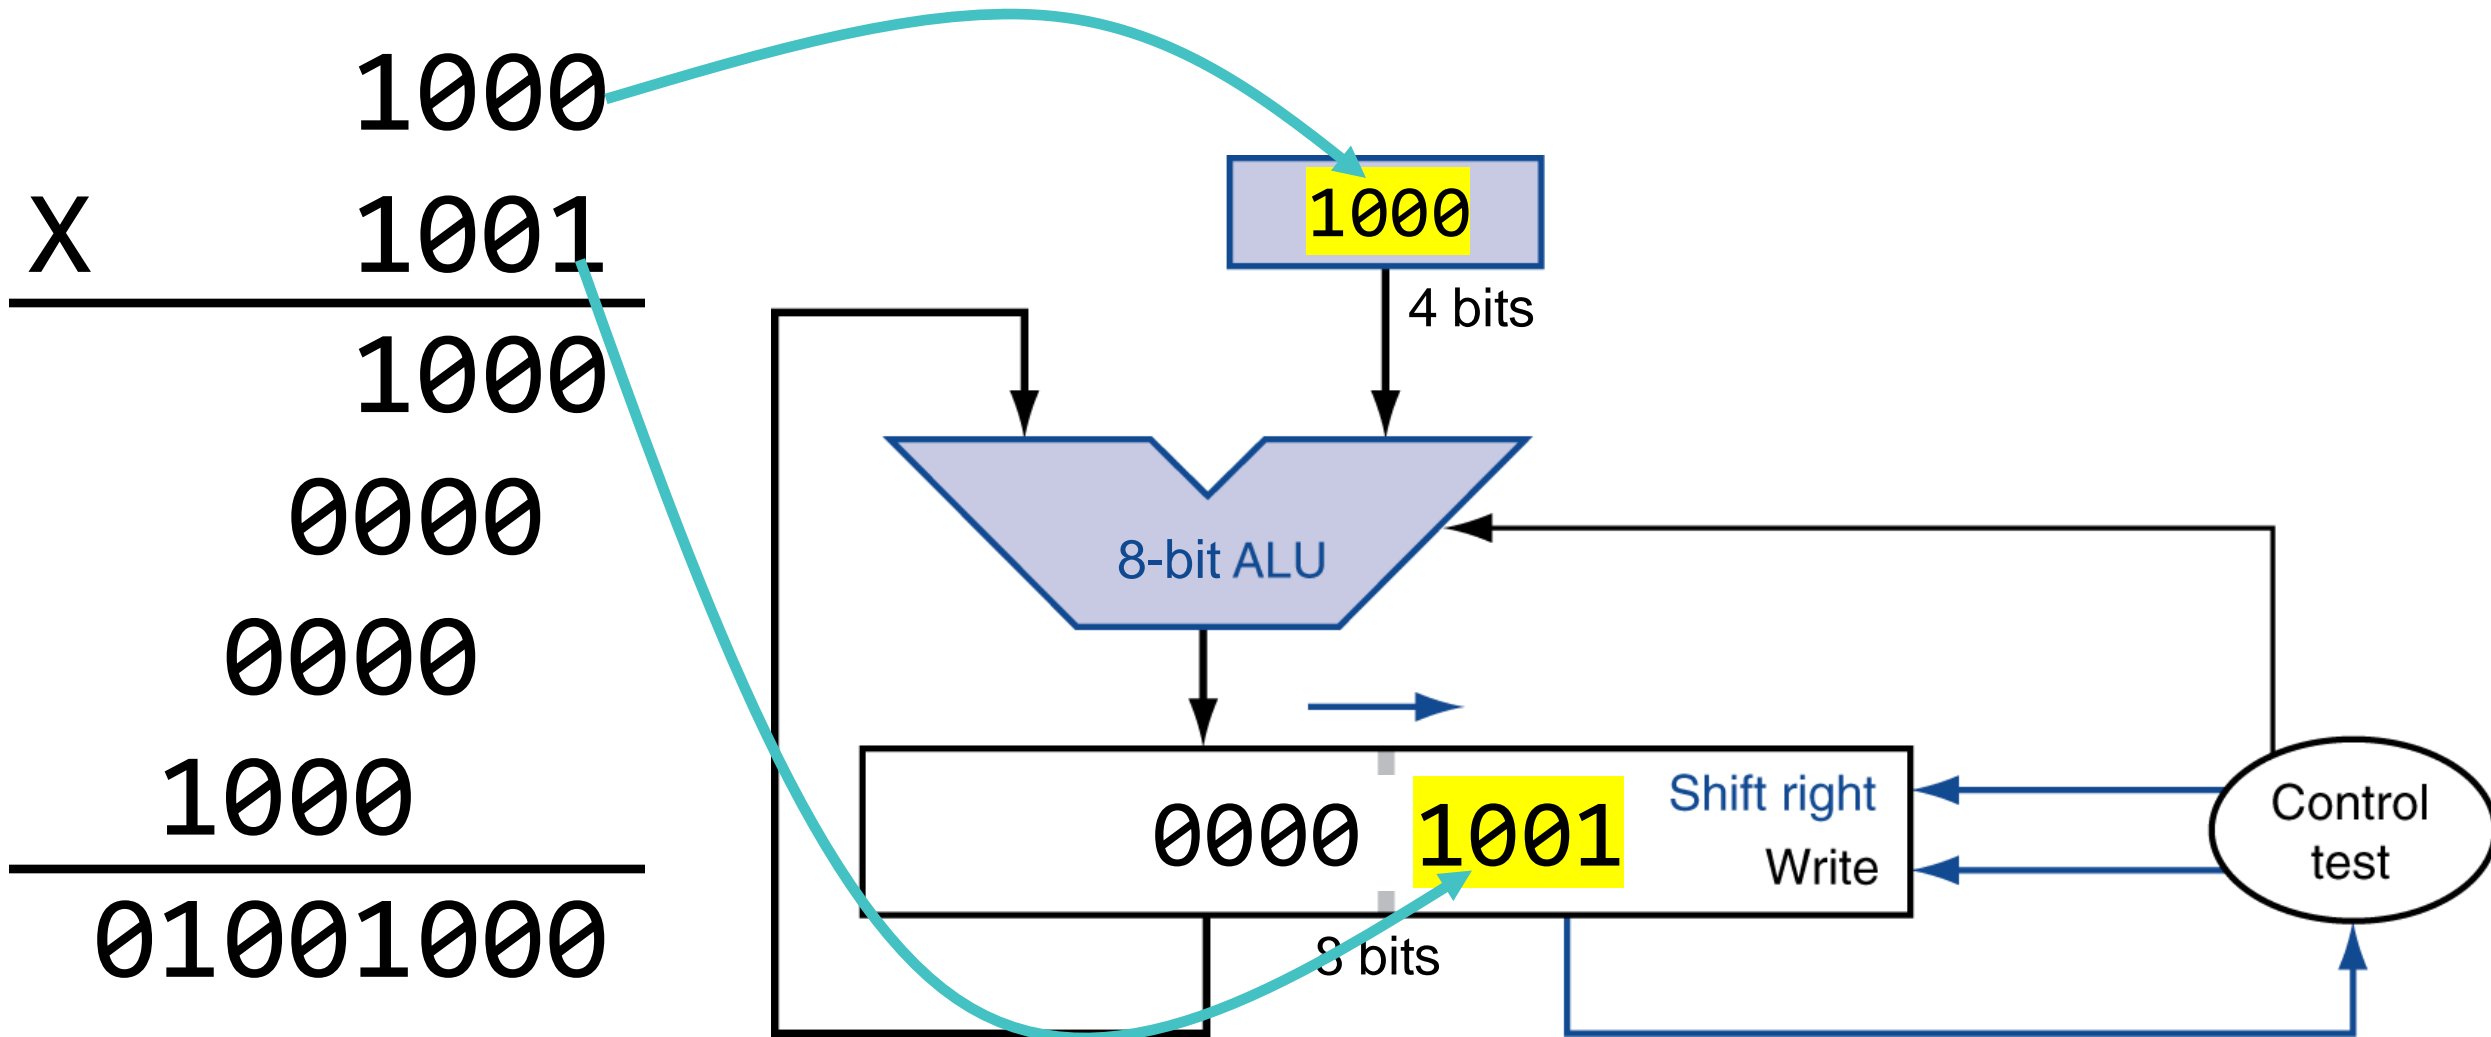 1000
X 1001
1000
0000
0000
1000
01001000
1000
4 bits
8-bit ALU
0000 1001
Shift right
Write
8 bits
Control
test